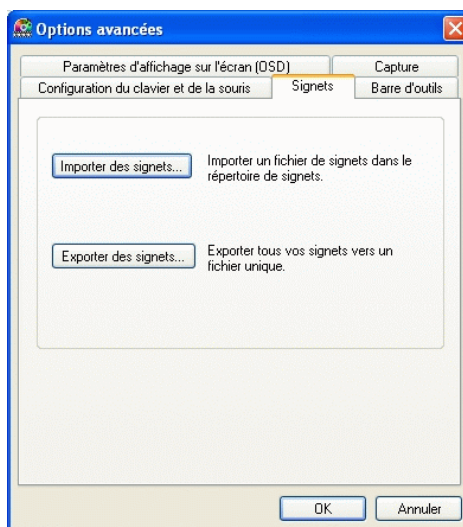 Options avancées
Paramètres d'affichage sur l'écran (OSD) Capture
Configuration du clavier et de la souris Signets Barre d'outils
Importer des signets... Importer un fichier de signets dans le
répertoire de signets.
Exporter des signets... Exporter tous vos signets vers un
fichier unique.
OK Annuler